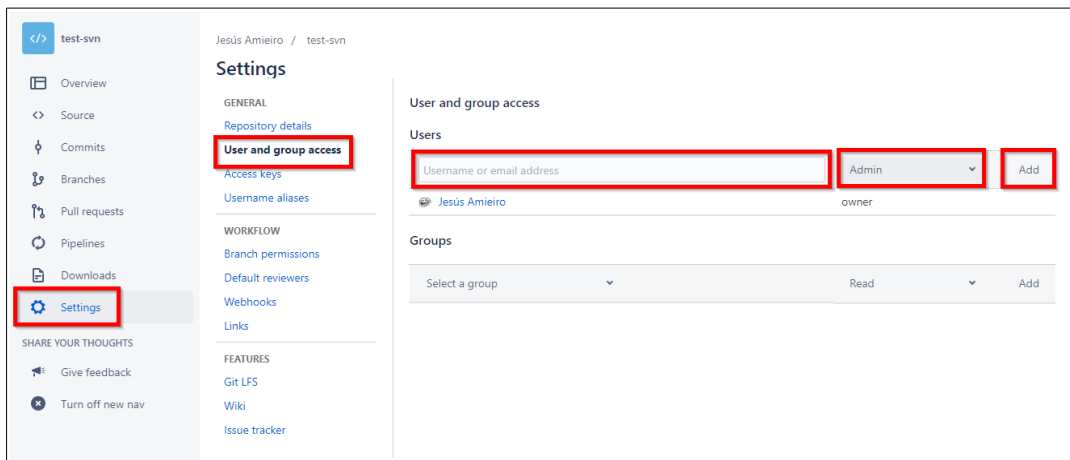 </> test-svn
Overview
Source
Commits
Branches
Pull requests
Pipelines
Downloads
Settings
SHARE YOUR THOUGHTS
Give feedback
Turn off new nav
Jesús Amieiro / test-svn
Settings
GENERAL
Repository details
User and group access
Access keys
Username aliases
WORKFLOW
Branch permissions
Default reviewers
Webhooks
Links
FEATURES
Git LFS
Wiki
Issue tracker
User and group access
Users
Username or email address Admin Add
Jesús Amieiro owner
Groups
Select a group Read Add